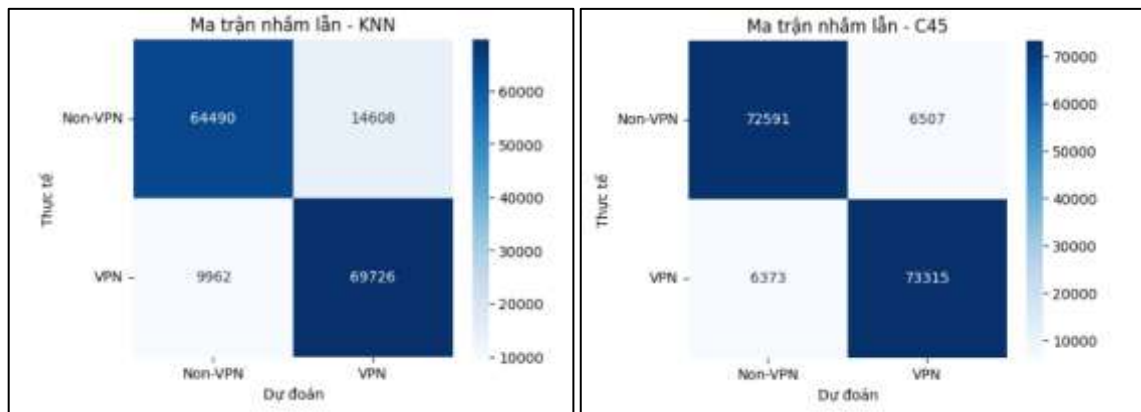 Ma trận nhầm lẫn - KNN
Non-VPN
64490
14608
VPN
9962
69726
Non-VPN
VPN
Dự đoán
Thực tế
60000
50000
40000
30000
20000
10000
Ma trận nhầm lẫn - C45
Non-VPN
72591
6507
VPN
6373
73315
Non-VPN
VPN
Dự đoán
Thực tế
70000
60000
50000
40000
30000
20000
10000